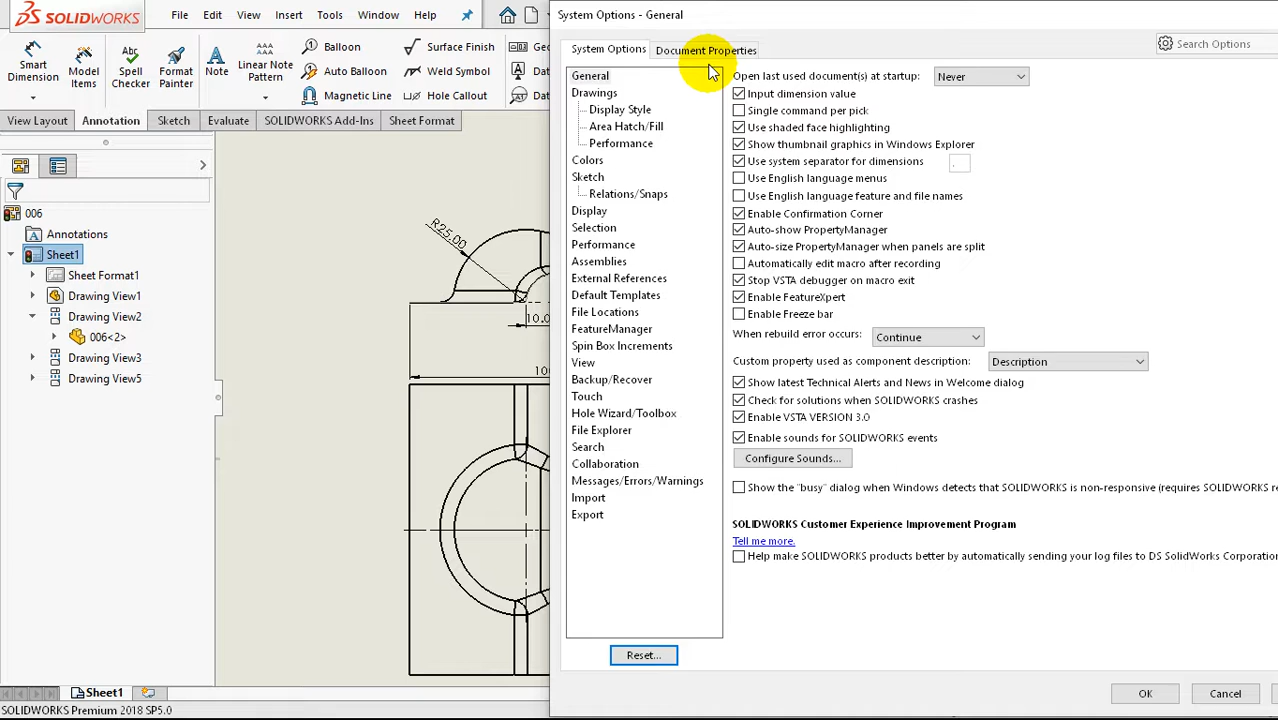 SOLIDWORKS
File Edit View Insert Tools Window Help
Smart Dimension
Model Items
Spell Checker
Format Painter
Note
Linear Note Pattern
Balloon
Auto Balloon
Magnetic Line
Surface Finish
Weld Symbol
Hole Callout
View Layout
Annotation
Sketch
Evaluate
SOLIDWORKS Add-Ins
Sheet Format
006
Annotations
Sheet1
Sheet Format1
Drawing View1
Drawing View2
006<2>
Drawing View3
Drawing View5
R25.00
Sheet1
SOLIDWORKS Premium 2018 SP5.0
System Options - General
System Options
Document Properties
Search Options
General
Drawings
Display Style
Area Hatch/Fill
Performance
Colors
Sketch
Relations/Snaps
Display
Selection
Performance
Assemblies
External References
Default Templates
File Locations
FeatureManager
Spin Box Increments
View
Backup/Recover
Touch
Hole Wizard/Toolbox
File Explorer
Search
Collaboration
Messages/Errors/Warnings
Import
Export
Reset...
Open last used document(s) at startup: Never
Input dimension value
Single command per pick
Use shaded face highlighting
Show thumbnail graphics in Windows Explorer
Use system separator for dimensions .
Use English language menus
Use English language feature and file names
Enable Confirmation Corner
Auto-show PropertyManager
Auto-size PropertyManager when panels are split
Automatically edit macro after recording
Stop VSTA debugger on macro exit
Enable FeatureXpert
Enable Freeze bar
When rebuild error occurs: Continue
Custom property used as component description: Description
Show latest Technical Alerts and News in Welcome dialog
Check for solutions when SOLIDWORKS crashes
Enable VSTA VERSION 3.0
Enable sounds for SOLIDWORKS events
Configure Sounds...
Show the "busy" dialog when Windows detects that SOLIDWORKS is non-responsive (requires SOLIDWORKS
SOLIDWORKS Customer Experience Improvement Program
Tell me more.
Help make SOLIDWORKS products better by automatically sending your log files to DS SolidWorks Corporation
OK
Cancel